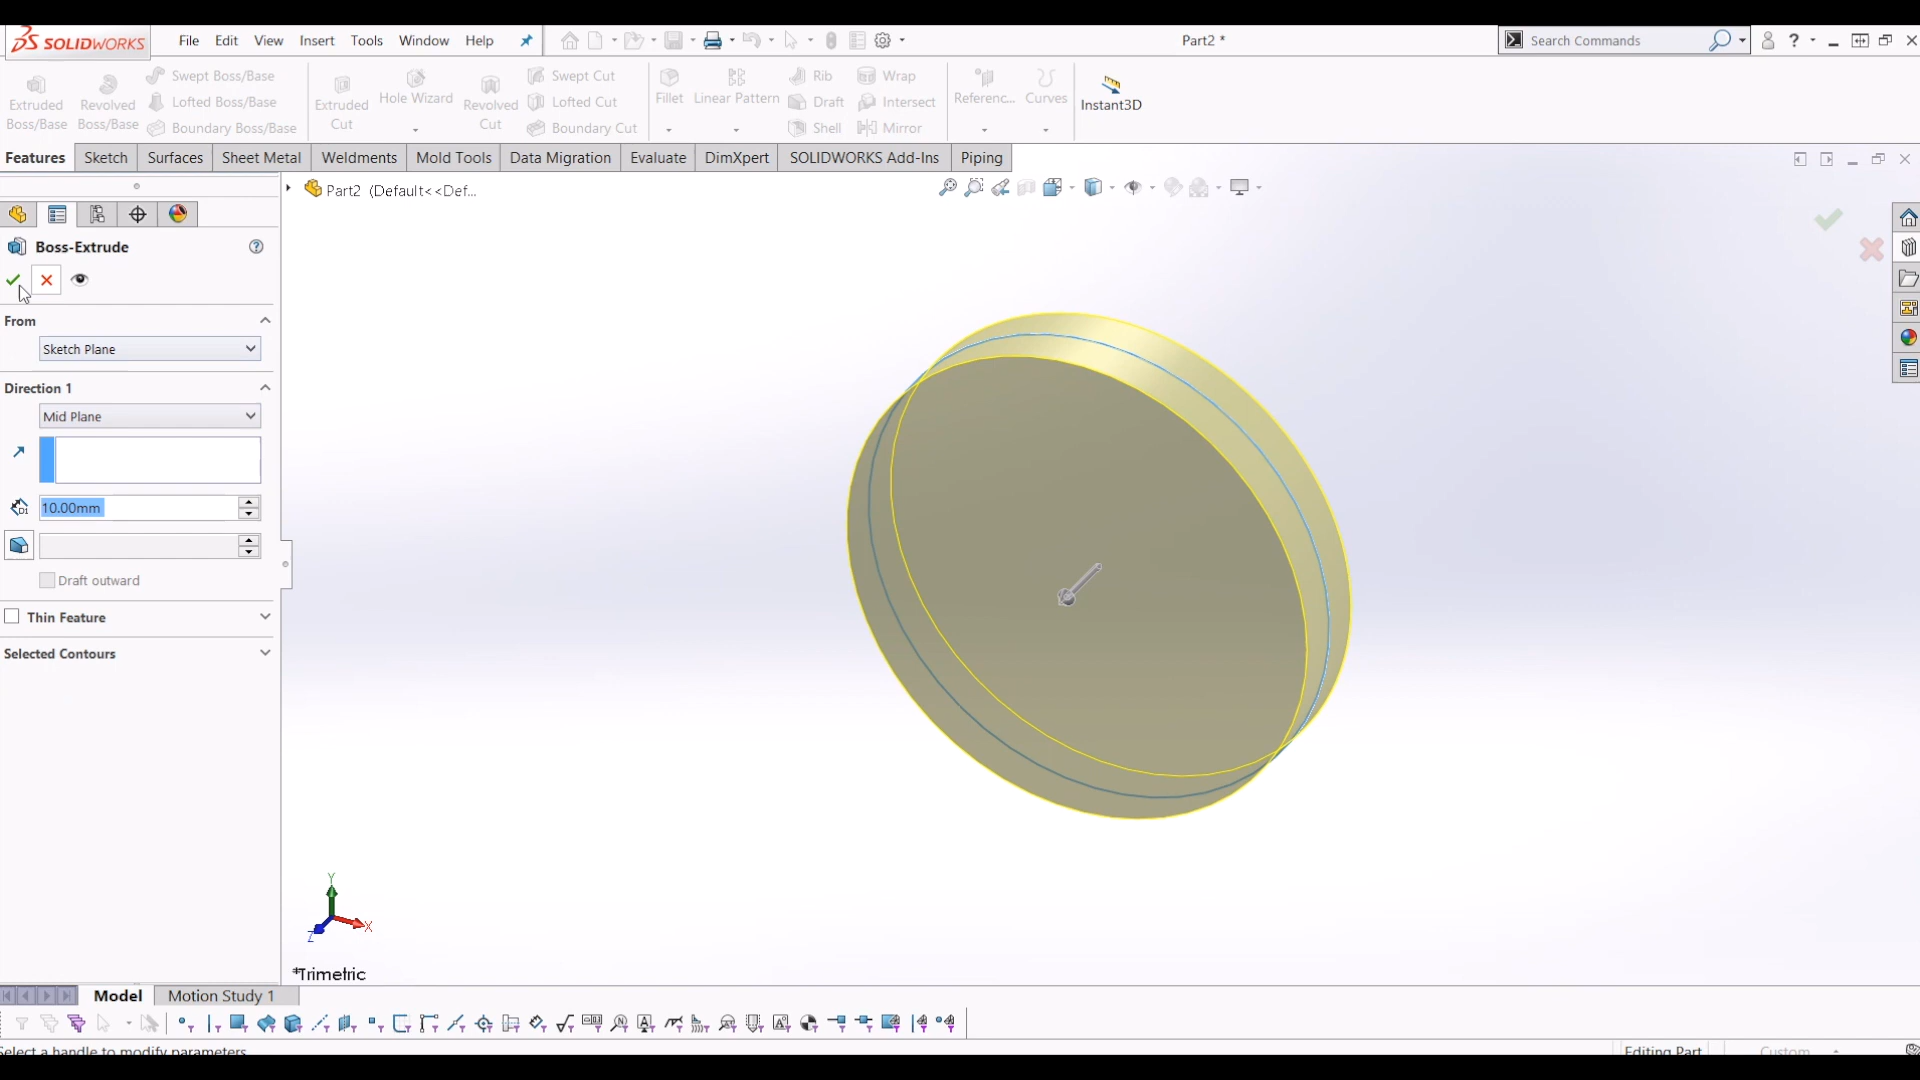 SOLIDWORKS
File Edit View Insert Tools Window Help
Part2 *
Search Commands
Extruded Boss/Base
Revolved Boss/Base
Swept Boss/Base
Lofted Boss/Base
Boundary Boss/Base
Extruded Cut
Hole Wizard
Revolved Cut
Swept Cut
Lofted Cut
Boundary Cut
Fillet
Linear Pattern
Rib
Draft
Shell
Wrap
Intersect
Mirror
Referenc...
Curves
Instant3D
Features Sketch Surfaces Sheet Metal Weldments Mold Tools Data Migration Evaluate DimXpert SOLIDWORKS Add-Ins Piping
Part2 (Default<<Def...
Boss-Extrude
From
Sketch Plane
Direction 1
Mid Plane
10.00mm
Draft outward
Thin Feature
Selected Contours
Y
X
Z
*Trimetric
Model Motion Study 1
Select a handle to modify parameters
Editing Part
Custom